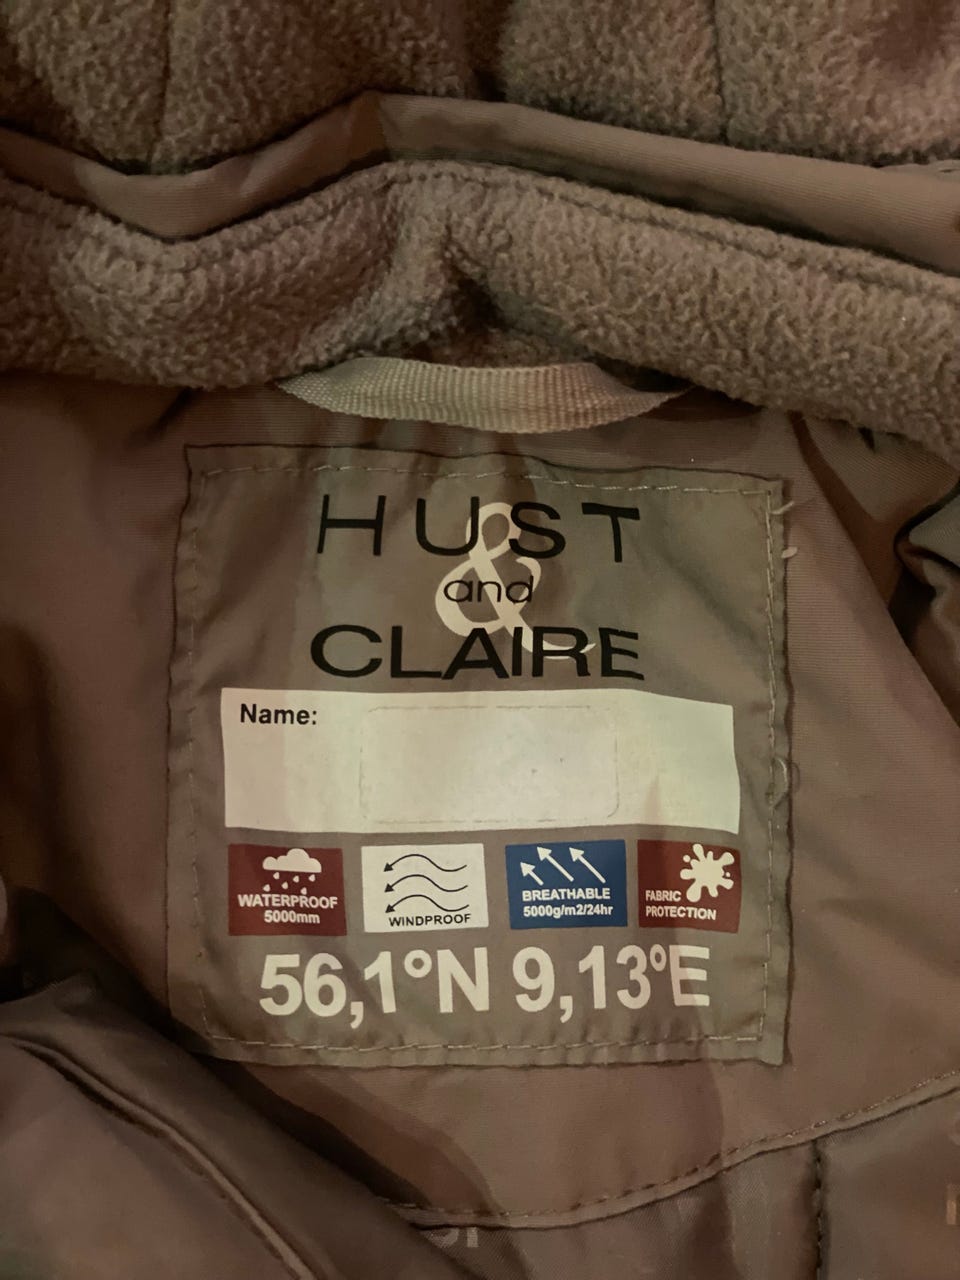 HUST
&
and
CLAIRE
Name:
WATERPROOF
5000mm
WINDPROOF
BREATHABLE
5000g/m2/24hr
FABRIC
PROTECTION
56,1°N 9,13°E